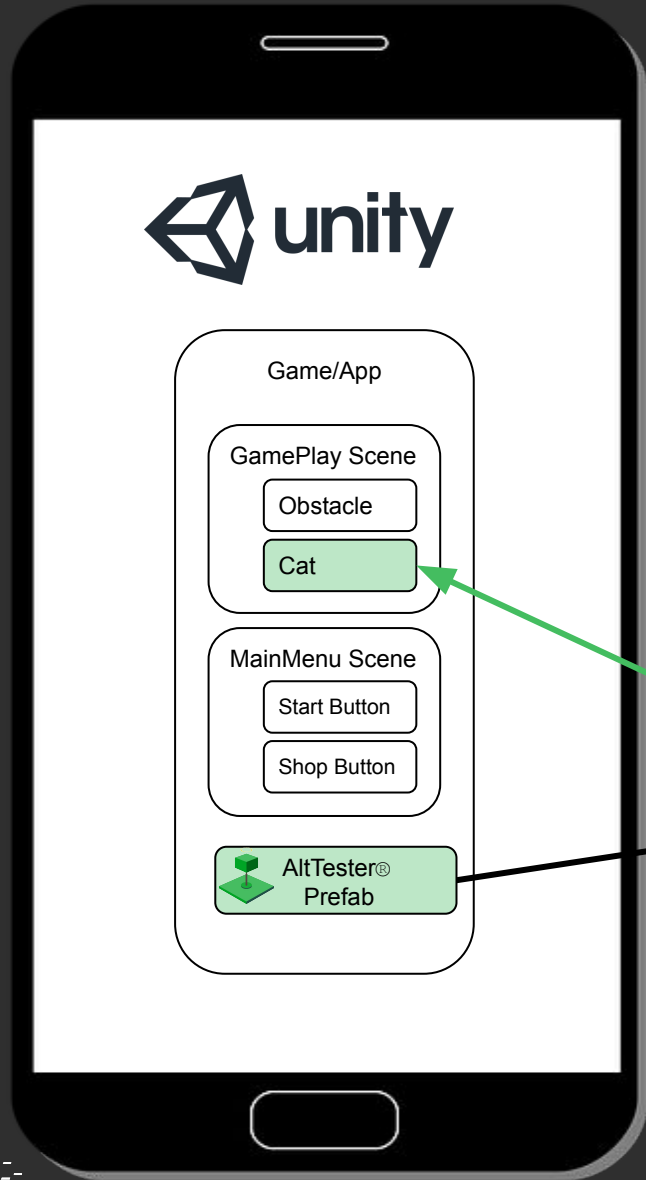 unity
Game/App
GamePlay Scene
Obstacle
Cat
MainMenu Scene
Start Button
Shop Button
AltTester®
Prefab